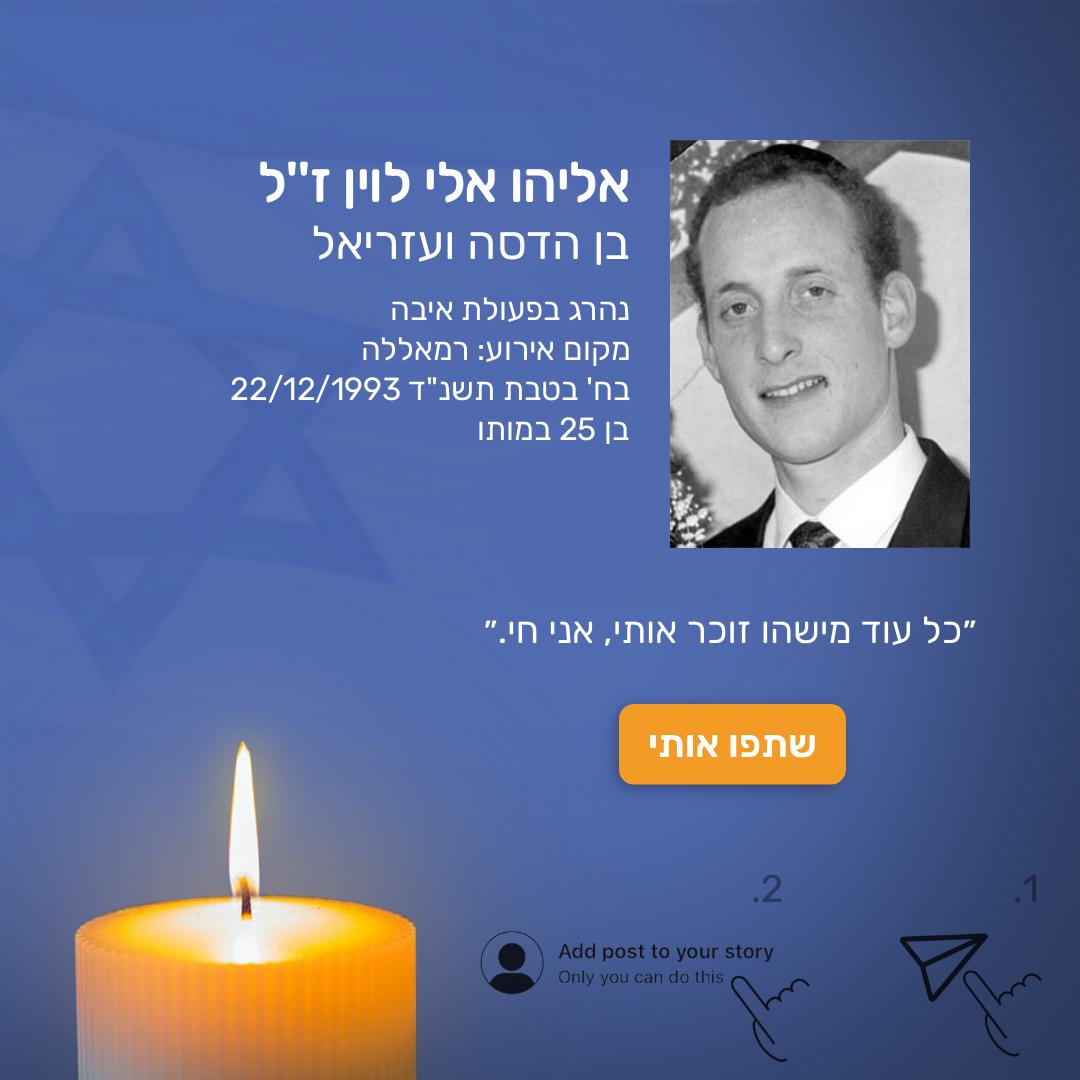 אליהו אלי לוין ז"ל
בן הדסה ועזריאל
נהרג בפעולת איבה
מקום אירוע: רמאללה
בח' בטבת תשנ"ד 22/12/1993
בן 25 במותו
״כל עוד מישהו זוכר אותי, אני חי.״
שתפו אותי
1.
2.
Add post to your story
Only you can do this